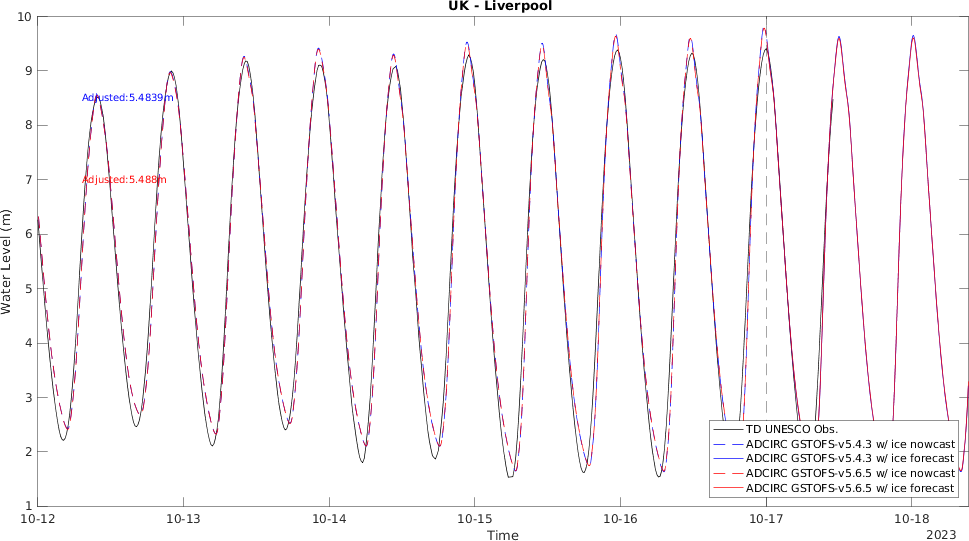 UK - Liverpool
10
9
8
7
6
5
4
3
2
1
Water Level (m)
Adjusted:5.4839m
Adjusted:5.488m
TD UNESCO Obs.
ADCIRC GSTOFS-v5.4.3 w/ ice nowcast
ADCIRC GSTOFS-v5.4.3 w/ ice forecast
ADCIRC GSTOFS-v5.6.5 w/ ice nowcast
ADCIRC GSTOFS-v5.6.5 w/ ice forecast
10-12 10-13 10-14 10-15 10-16 10-17 10-18
Time
2023